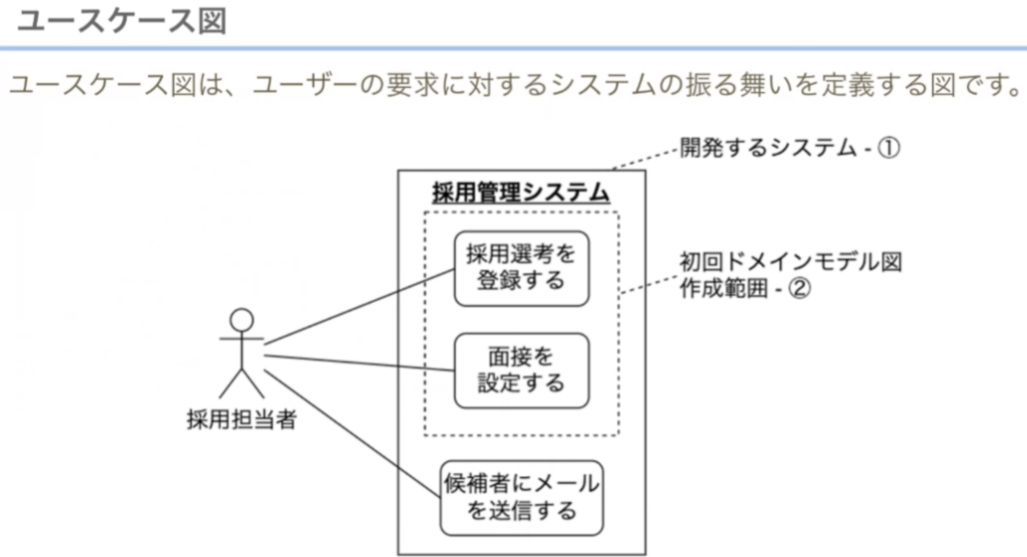 ユースケース図
ユースケース図は、ユーザーの要求に対するシステムの振る舞いを定義する図です。
開発するシステム - ①
採用管理システム
採用選考を
登録する
初回ドメインモデル図
作成範囲 - ②
面接を
設定する
採用担当者
候補者にメール
を送信する